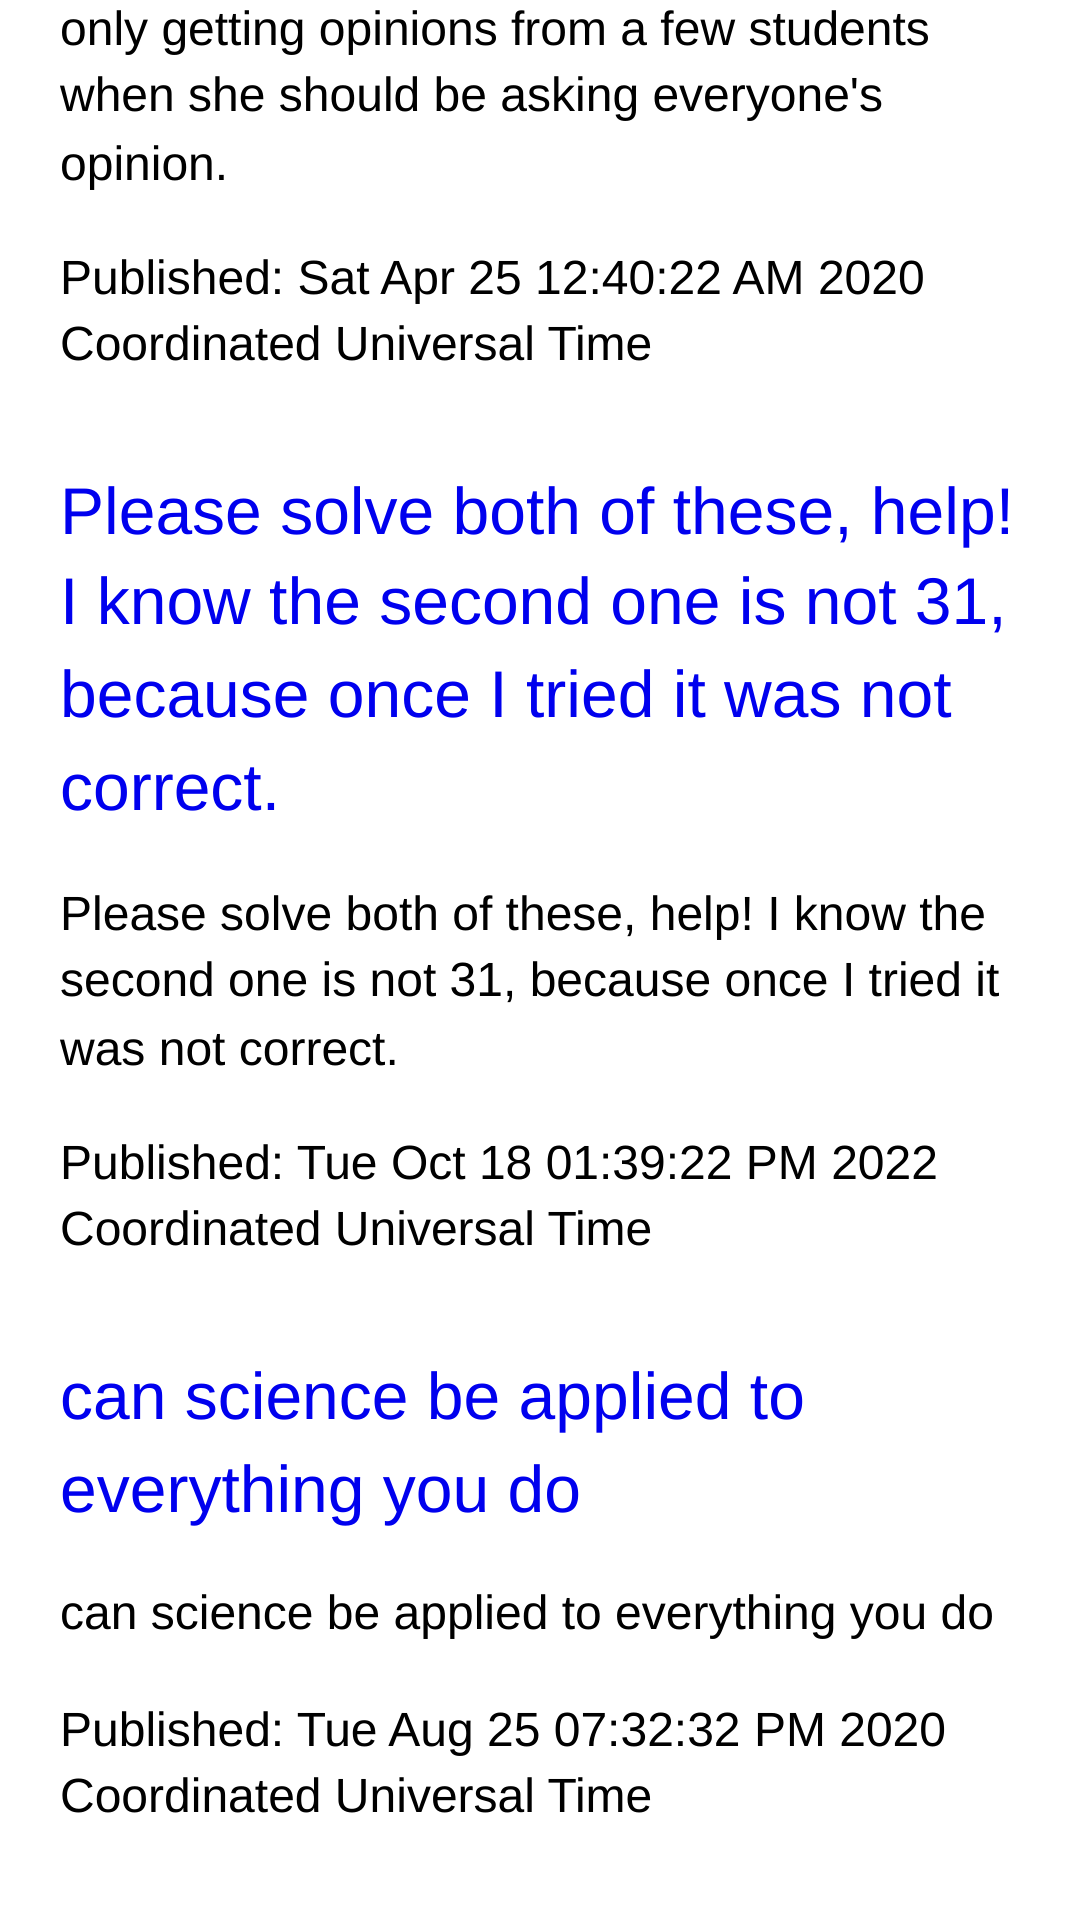 only getting opinions from a few students
when she should be asking everyone's
opinion.
Published: Sat Apr 25 12:40:22 AM 2020
Coordinated Universal Time
Please solve both of these, help!
I know the second one is not 31,
because once I tried it was not
correct.
Please solve both of these, help! I know the
second one is not 31, because once I tried it
was not correct.
Published: Tue Oct 18 01:39:22 PM 2022
Coordinated Universal Time
can science be applied to
everything you do
can science be applied to everything you do
Published: Tue Aug 25 07:32:32 PM 2020
Coordinated Universal Time